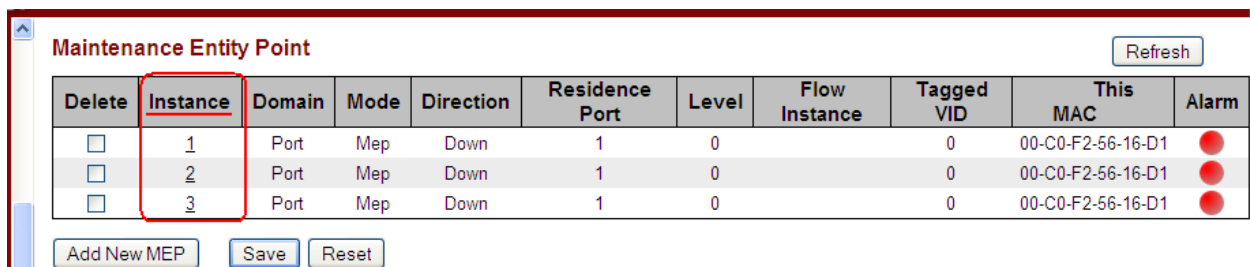 Maintenance Entity Point
Refresh
Delete Instance Domain Mode Direction Residence Port Level Flow Instance Tagged VID This MAC Alarm
1 Port Mep Down 1 0 0 00-C0-F2-56-16-D1
2 Port Mep Down 1 0 0 00-C0-F2-56-16-D1
3 Port Mep Down 1 0 0 00-C0-F2-56-16-D1
Add New MEP Save Reset